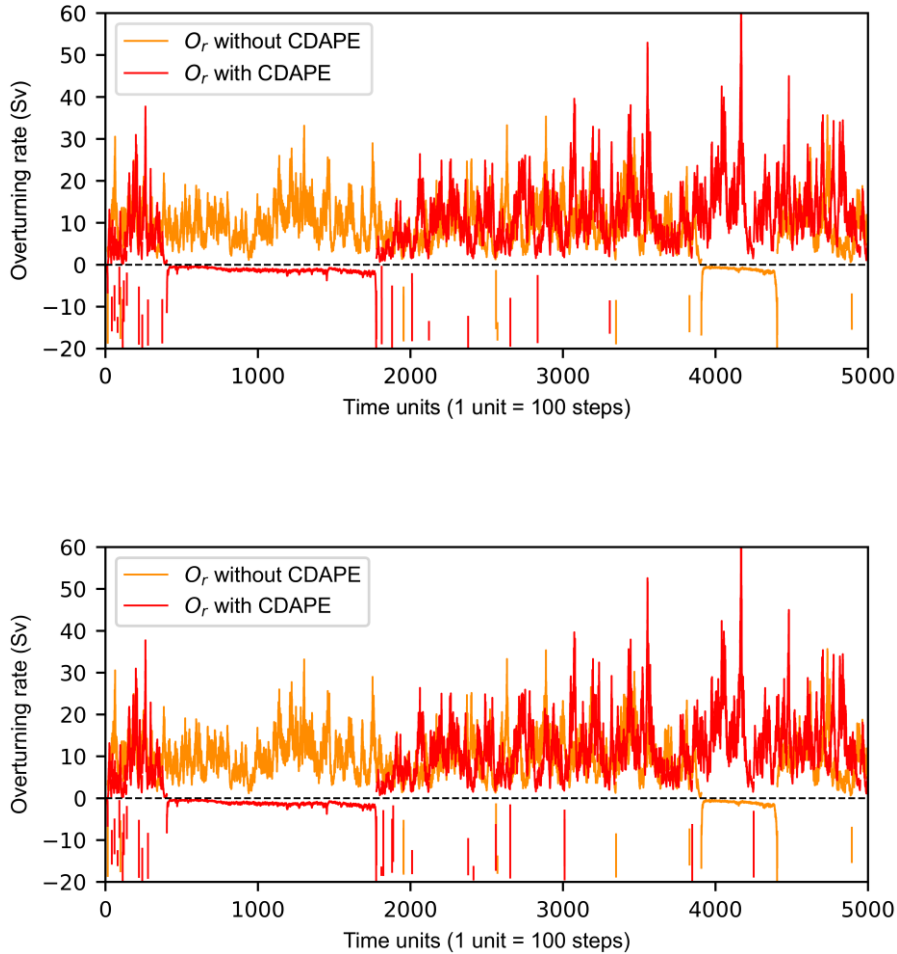 60
50
40
30
20
10
0
−10
−20
Overturning rate (Sv)
O_r without CDAPE
O_r with CDAPE
0 1000 2000 3000 4000 5000
Time units (1 unit = 100 steps)
60
50
40
30
20
10
0
−10
−20
Overturning rate (Sv)
O_r without CDAPE
O_r with CDAPE
0 1000 2000 3000 4000 5000
Time units (1 unit = 100 steps)